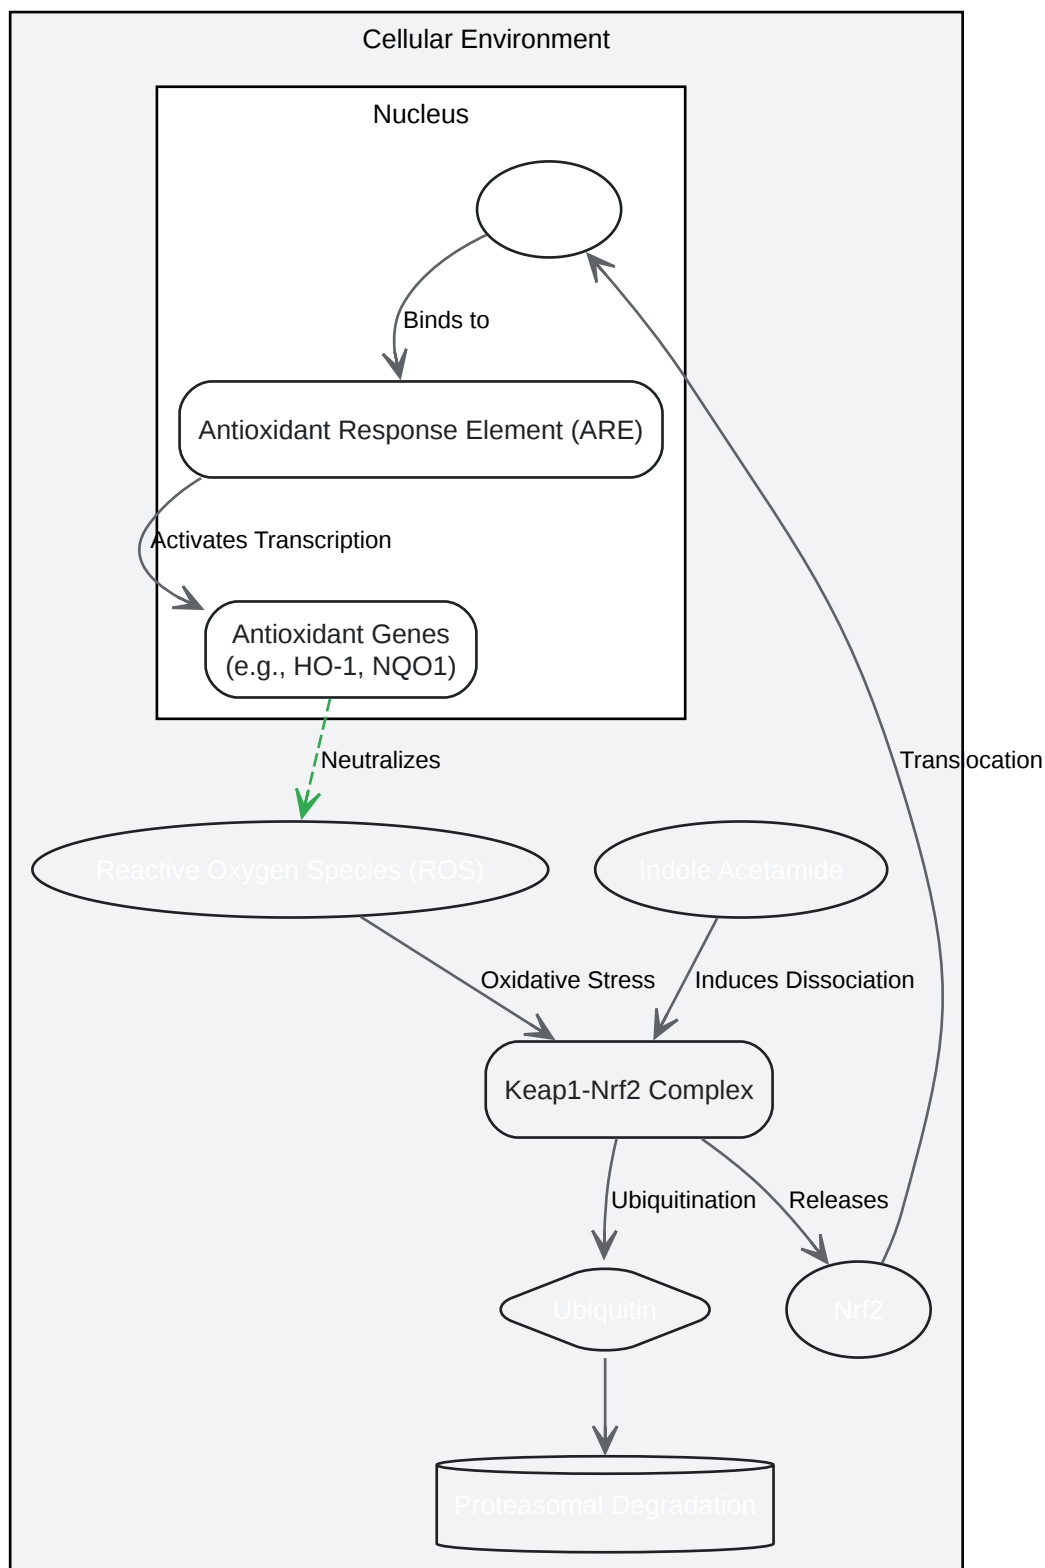 Cellular Environment
Nucleus
Binds to
Antioxidant Response Element (ARE)
Activates Transcription
Antioxidant Genes
(e.g., HO-1, NQO1)
Neutralizes
Translocation
Reactive Oxygen Species (ROS)
Indole Acetamide
Oxidative Stress
Induces Dissociation
Keap1-Nrf2 Complex
Ubiquitination
Releases
Ubiquitin
Nrf2
Proteasomal Degradation